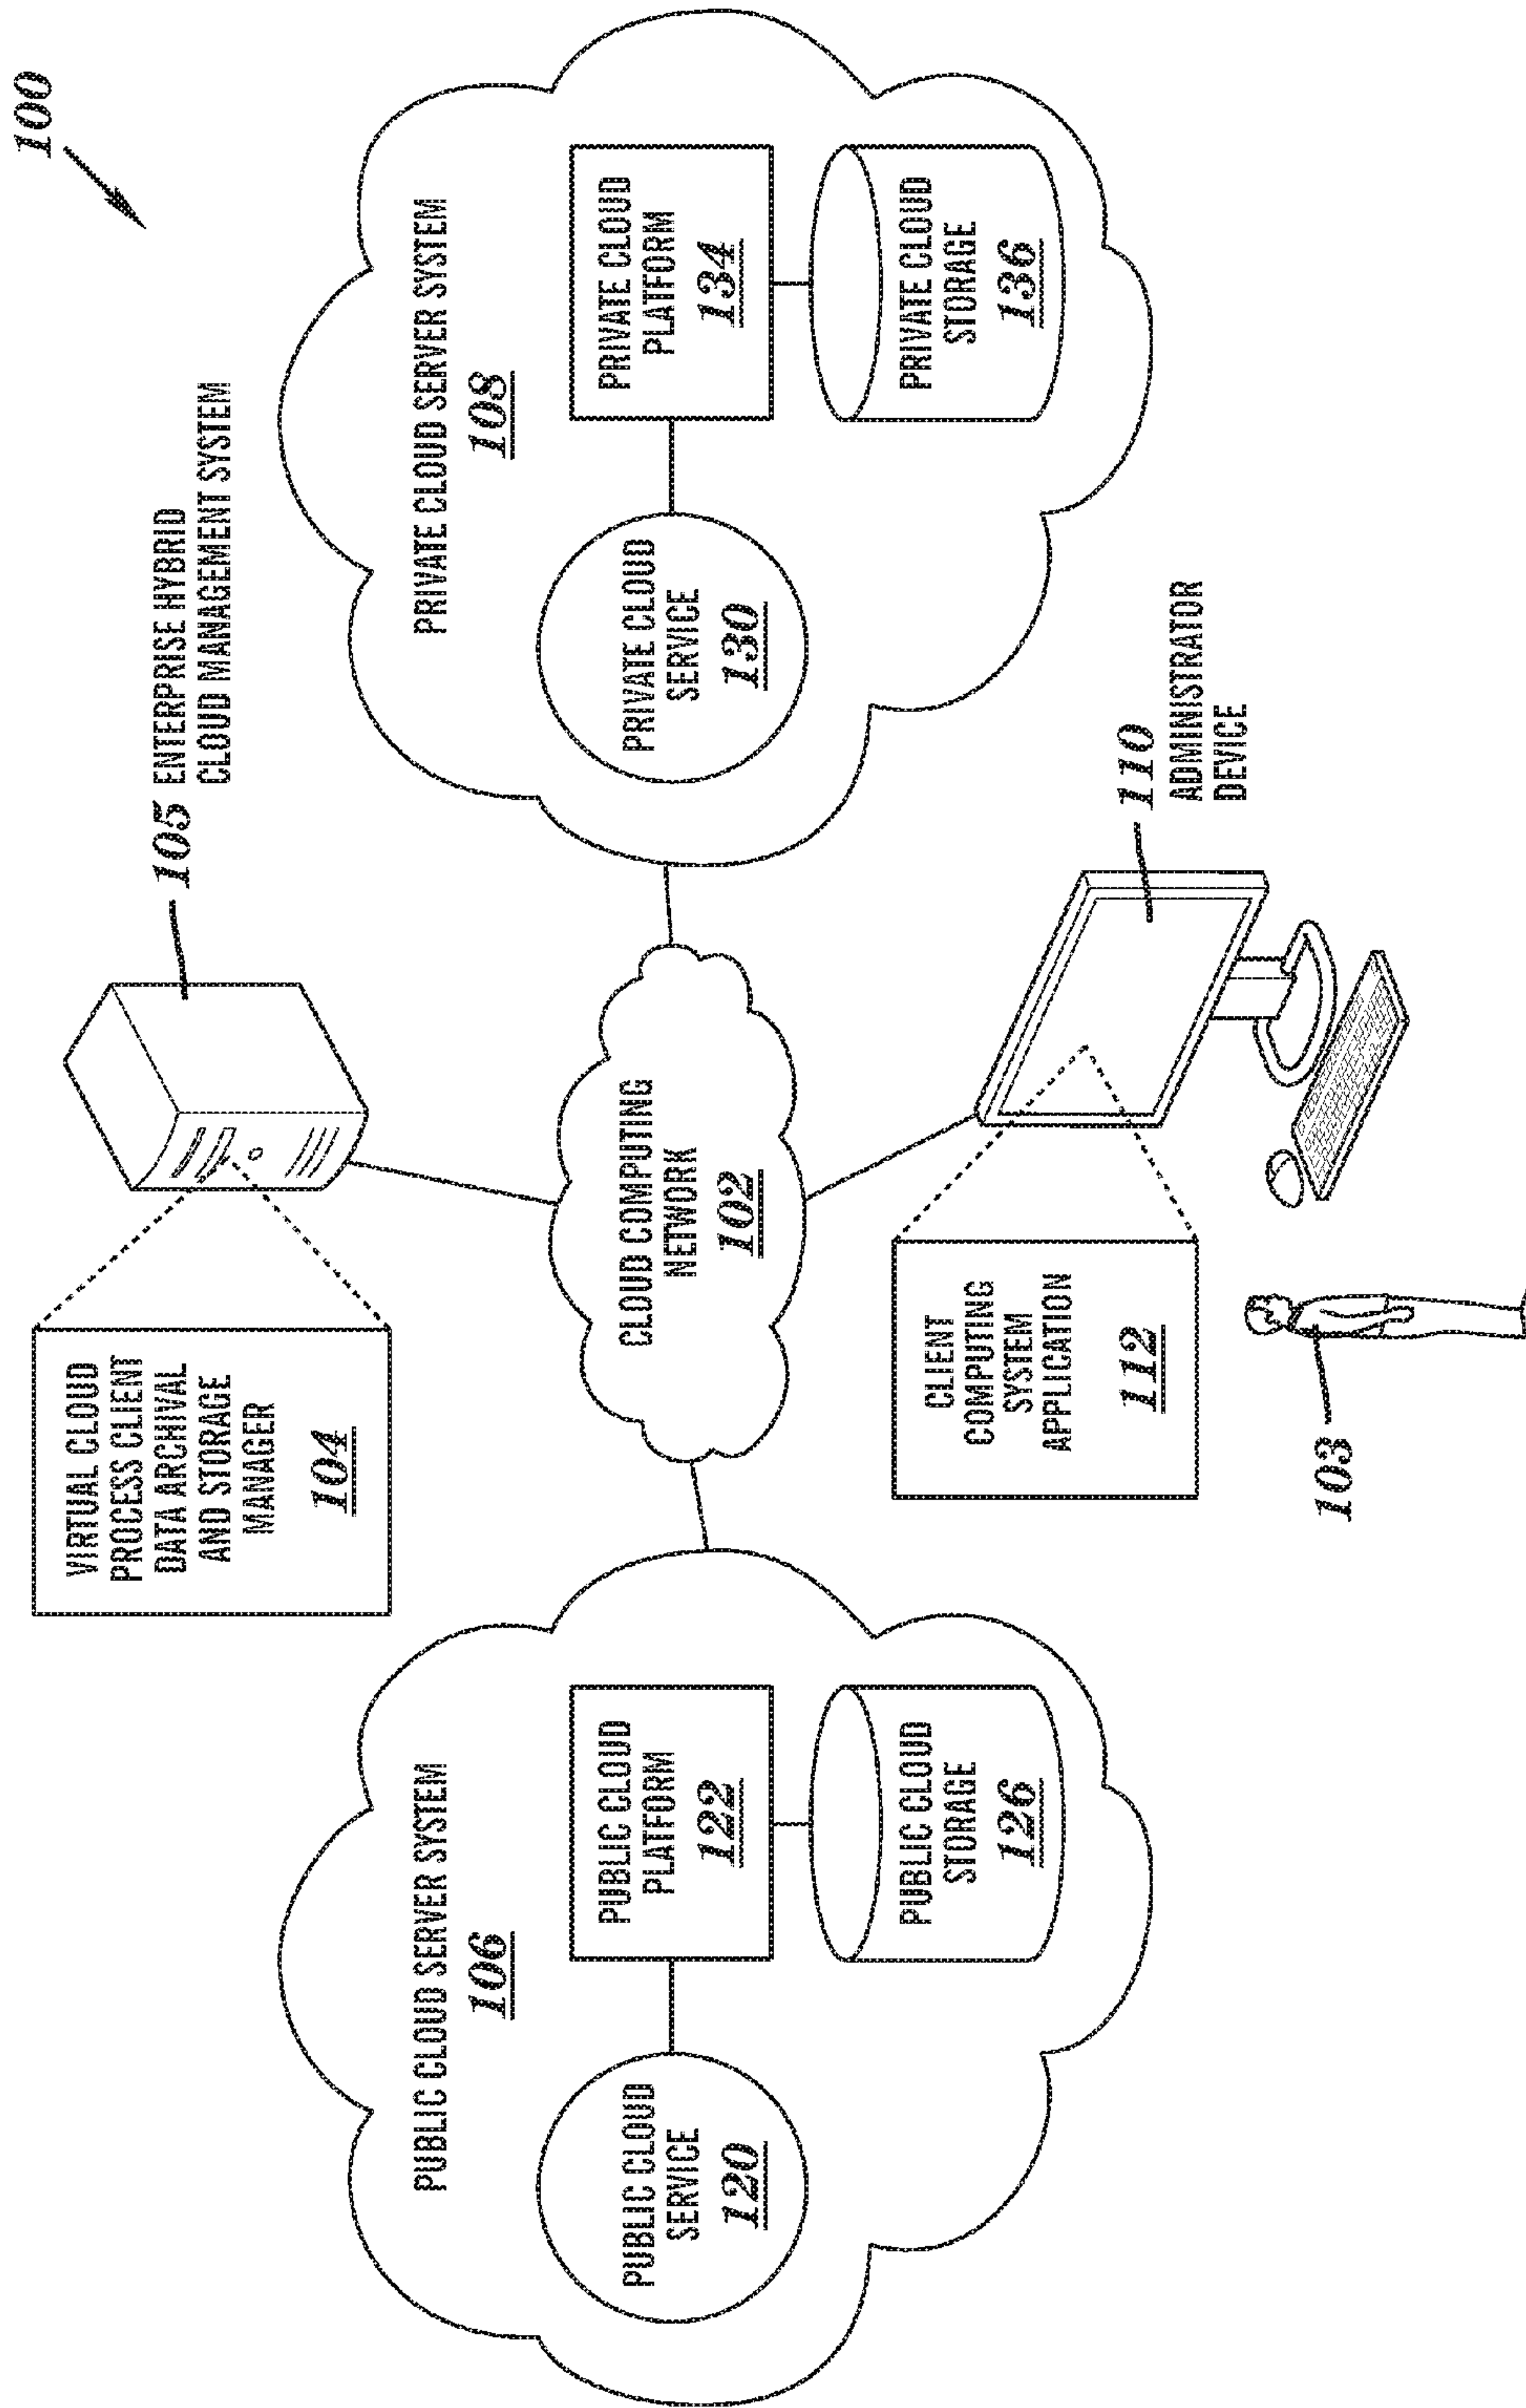 100
VIRTUAL CLOUD
PROCESS CLIENT
DATA ARCHIVAL
AND STORAGE
MANAGER
104
105 ENTERPRISE HYBRID
CLOUD MANAGEMENT SYSTEM
PUBLIC CLOUD SERVER SYSTEM
106
PUBLIC CLOUD
SERVICE
120
PUBLIC CLOUD
PLATFORM
122
PUBLIC CLOUD
STORAGE
126
CLOUD COMPUTING
NETWORK
102
PRIVATE CLOUD SERVER SYSTEM
108
PRIVATE CLOUD
SERVICE
130
PRIVATE CLOUD
PLATFORM
134
PRIVATE CLOUD
STORAGE
136
CLIENT
COMPUTING
SYSTEM
APPLICATION
112
110
ADMINISTRATOR
DEVICE
103